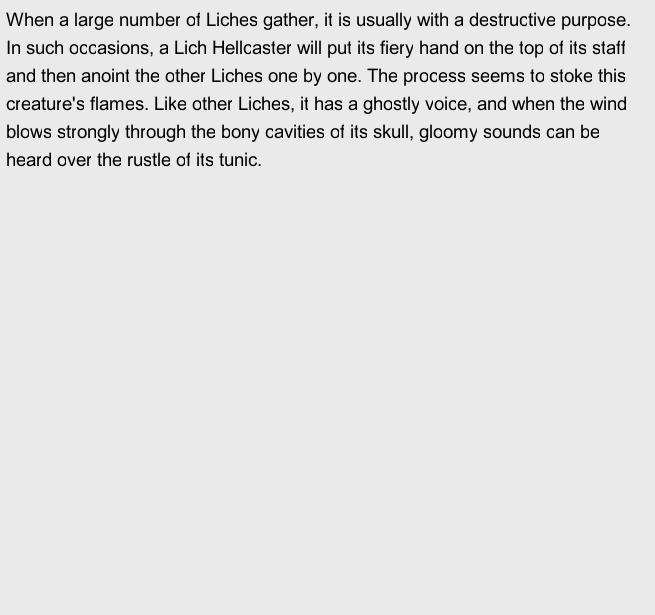 When a large number of Liches gather, it is usually with a destructive purpose.
In such occasions, a Lich Hellcaster will put its fiery hand on the top of its staff
and then anoint the other Liches one by one. The process seems to stoke this
creature's flames. Like other Liches, it has a ghostly voice, and when the wind
blows strongly through the bony cavities of its skull, gloomy sounds can be
heard over the rustle of its tunic.